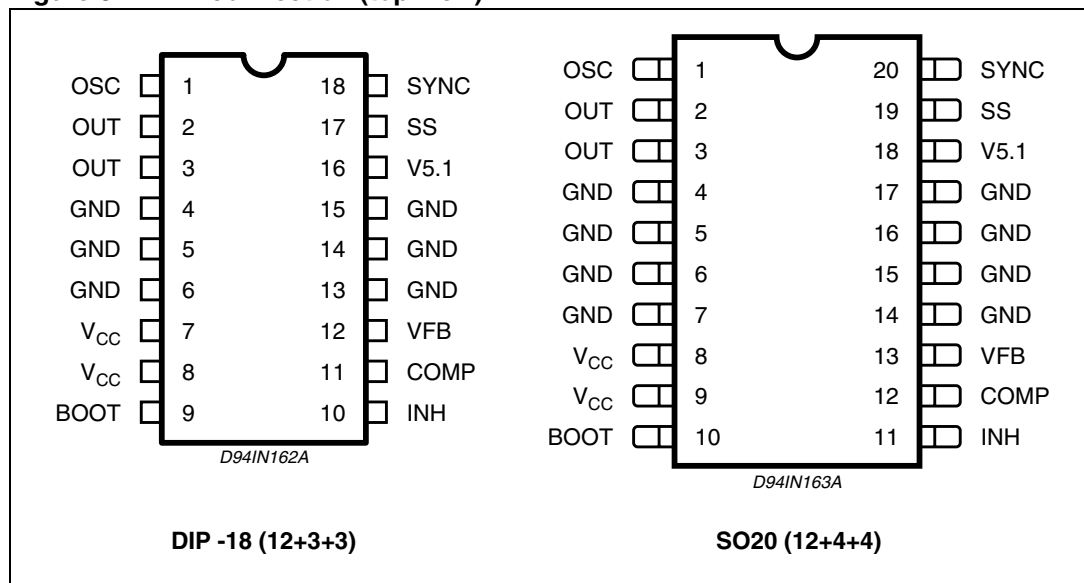 OSC 1 18 SYNC
OUT 2 17 SS
OUT 3 16 V5.1
GND 4 15 GND
GND 5 14 GND
GND 6 13 GND
VCC 7 12 VFB
VCC 8 11 COMP
BOOT 9 10 INH
D94IN162A
DIP -18 (12+3+3)
OSC 1 20 SYNC
OUT 2 19 SS
OUT 3 18 V5.1
GND 4 17 GND
GND 5 16 GND
GND 6 15 GND
GND 7 14 GND
VCC 8 13 VFB
VCC 9 12 COMP
BOOT 10 11 INH
D94IN163A
SO20 (12+4+4)